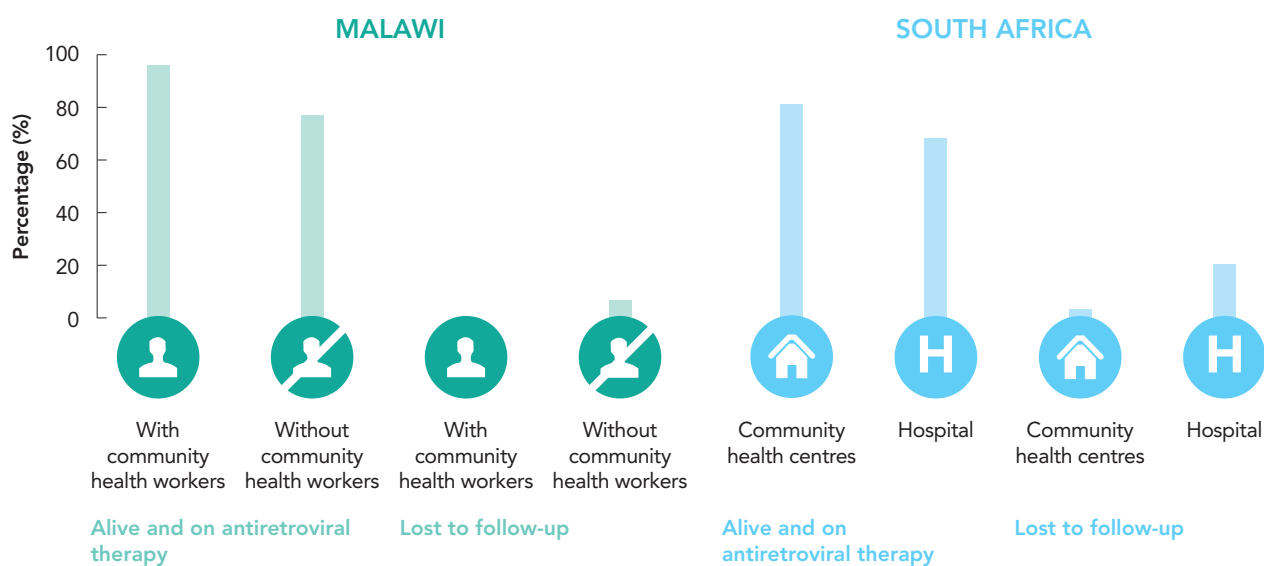 MALAWI
SOUTH AFRICA
Percentage (%)
100
80
60
40
20
0
With
community
health workers
Without
community
health workers
With
community
health workers
Without
community
health workers
Community
health centres
H
Hospital
Community
health centres
H
Hospital
Alive and on antiretroviral
therapy
Lost to follow-up
Alive and on
antiretroviral therapy
Lost to follow-up